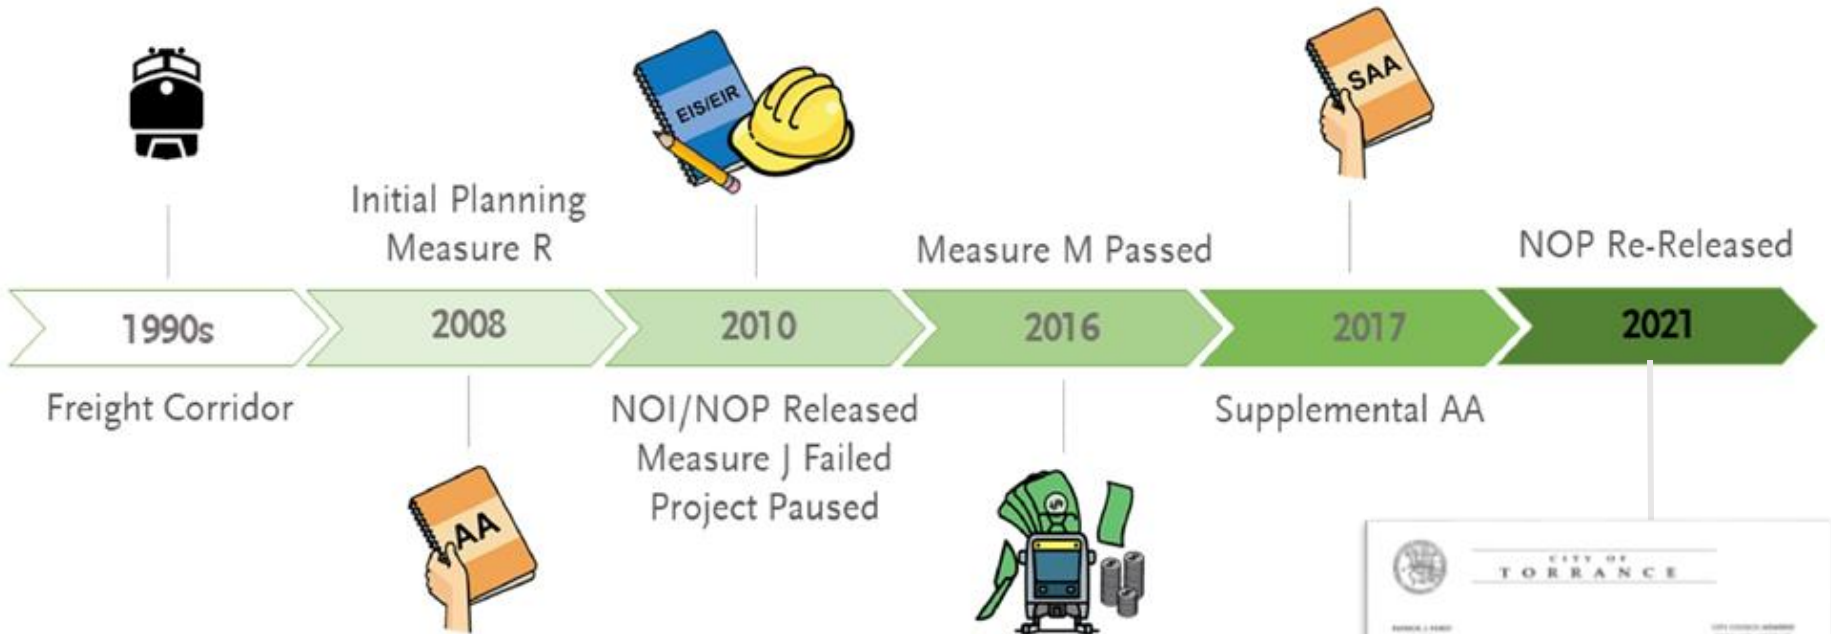 EIS/EIR
SAA
Initial Planning
Measure R
Measure M Passed
NOP Re-Released
1990s
2008
2010
2016
2017
2021
Freight Corridor
NOI/NOP Released
Measure J Failed
Project Paused
Supplemental AA
AA
CITY OF
TORRANCE